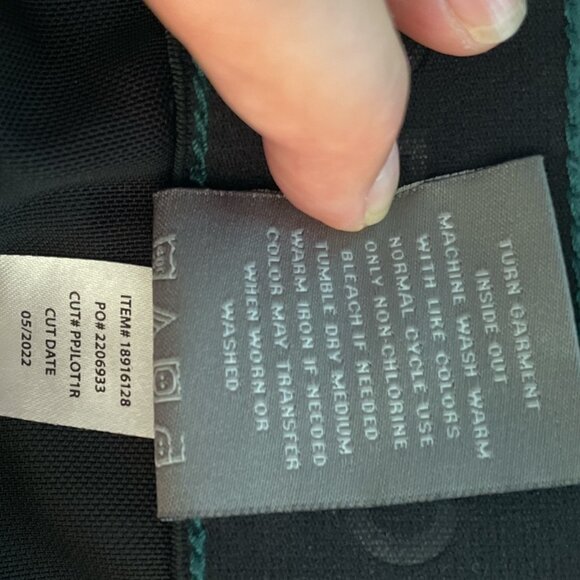 TURN GARMENT
INSIDE OUT
MACHINE WASH WARM
WITH LIKE COLORS
NORMAL CYCLE USE
ONLY NON-CHLORINE
BLEACH IF NEEDED
TUMBLE DRY MEDIUM
WARM IRON IF NEEDED
COLOR MAY TRANSFER
WHEN WORN OR
WASHED
ITEM# 18916128
PO# 2206933
CUT# PPJLOT1R
CUT DATE
05/2022